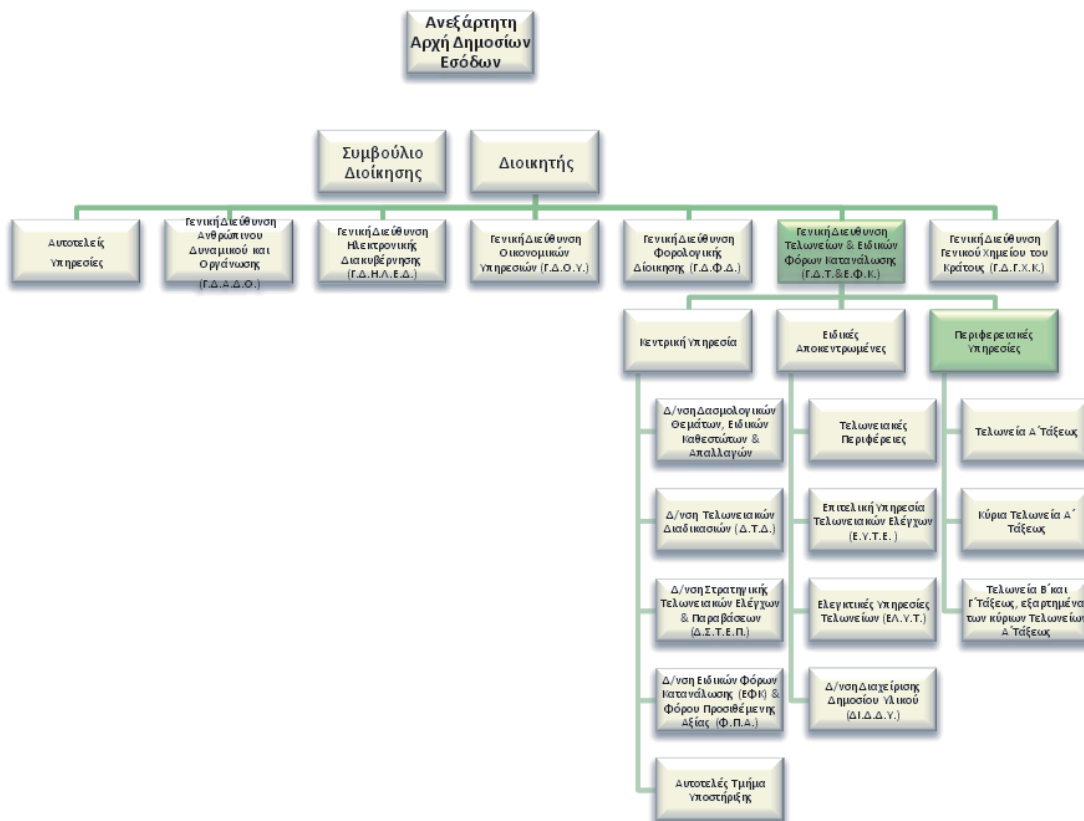 Ανεξάρτητη
Αρχή Δημοσίων
Εσόδων
Συμβούλιο
Διοίκησης
Διοικητής
Αυτοτελείς
Υπηρεσίες
Γενική Διεύθυνση
Ανθρώπινου
Δυναμικού και
Οργάνωσης
(Γ.Δ.Α.Δ.Ο.)
Γενική Διεύθυνση
Ηλεκτρονικής
Διακυβέρνησης
(Γ.Δ.Η.Λ.Ε.Δ.)
Γενική Διεύθυνση
Οικονομικών
Υπηρεσιών (Γ.Δ.Ο.Υ.)
Γενική Διεύθυνση
Φορολογικής
Δίοικησης (Γ.Δ.Φ.Δ.)
Γενική Διευθυνση
Τελωνείων & Ειδικών
Φόρων Κατανάλωσης
(Γ.Δ.Τ.&Ε.Φ.Κ.)
Γενική Διεύθυνση
Γενικού Χημείου του
Κράτους (Γ.Δ.Γ.Χ.Κ.)
Κεντρική Υπηρεσία
Ειδικές
Αποκεντρωμένες
Περιφερειακές
Υπηρεσίες
Δ/νση Δασμολογικών
Θεμάτων, Ειδικών
Καθεστώτων &
Απαλλαγών
Τελωνειακές
Περιφέρειες
Τελωνεία Α΄Τάξεως
Δ/νση Τελωνειακών
Διαδικασιών (Δ.Τ.Δ.)
Επιτελική Υπηρεσία
Τελωνειακών Ελέγχων
(Ε.Υ.Τ.Ε.)
Κύρια Τελωνεία Α΄
Τάξεως
Δ/νση Στρατηγικής
Τελωνειακών Ελέγχων
& Παραβάσεων
(Δ.Σ.Τ.Ε.Π.)
Ελεγκτικές Υπηρεσίες
Τελωνείων (ΕΛ.Υ.Τ.)
Τελωνεία Β΄και
Γ΄Τάξεως, εξαρτημένα
των κύριων Τελωνείων
Α΄Τάξεως
Δ/νση Ειδικών Φόρων
Κατανάλωσης (ΕΦΚ) &
Φόρου Προσιθέμενης
Αξίας (Φ.Π.Α.)
Δ/νση Διαχείρισης
Δημοσίου Υλικού
(ΔΙ.Δ.Δ.Υ.)
Αυτοτελές Τμήμα
Υποστήριξης